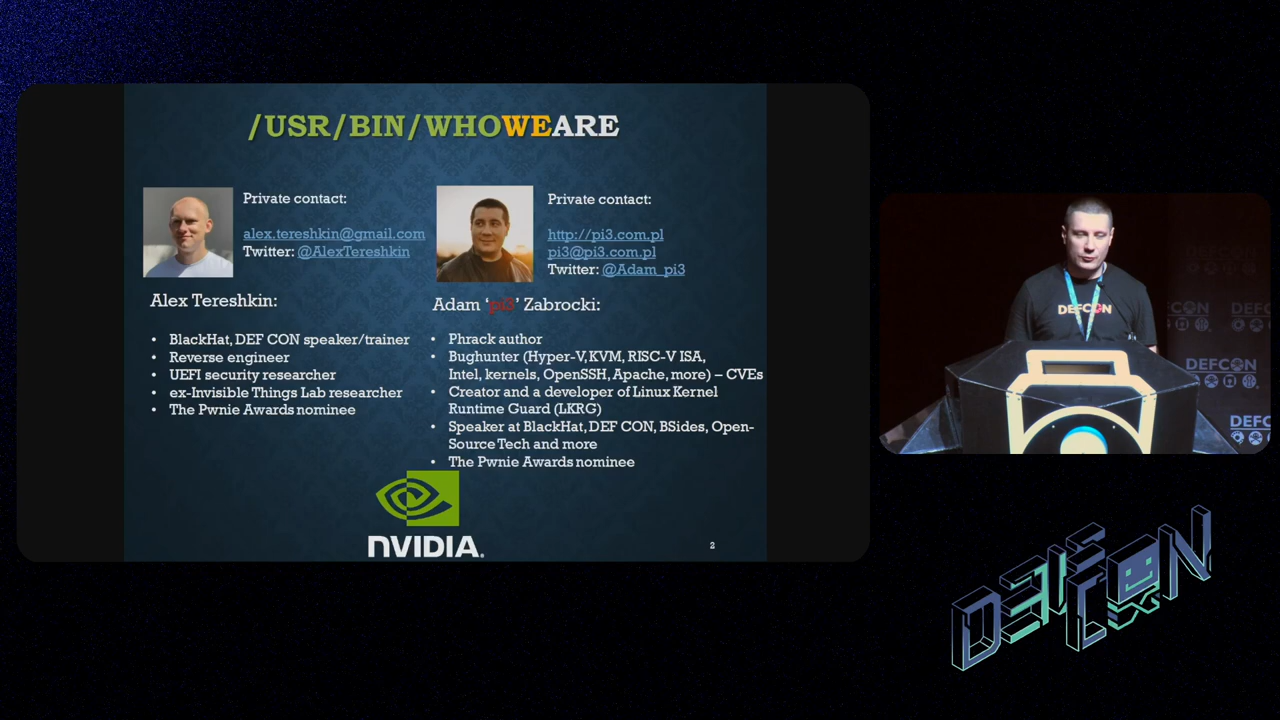 /USR/BIN/WHOWEARE
Private contact:
alex.tereshkin@gmail.com
Twitter: @AlexTereshkin
Alex Tereshkin:
• BlackHat, DEF CON speaker/trainer
• Reverse engineer
• UEFI security researcher
• ex-Invisible Things Lab researcher
• The Pwnie Awards nominee
Private contact:
http://pi3.com.pl
pi3@pi3.com.pl
Twitter: @Adam_pi3
Adam ‘pi3’ Zabrocki:
• Phrack author
• Bughunter (Hyper-V, KVM, RISC-V ISA,
Intel, kernels, OpenSSH, Apache, more) – CVEs
• Creator and a developer of Linux Kernel
Runtime Guard (LKRG)
• Speaker at BlackHat, DEF CON, BSides, Open-
Source Tech and more
• The Pwnie Awards nominee
NVIDIA.
2
DEFCON
DEFCON
DEFC
DEF
CON